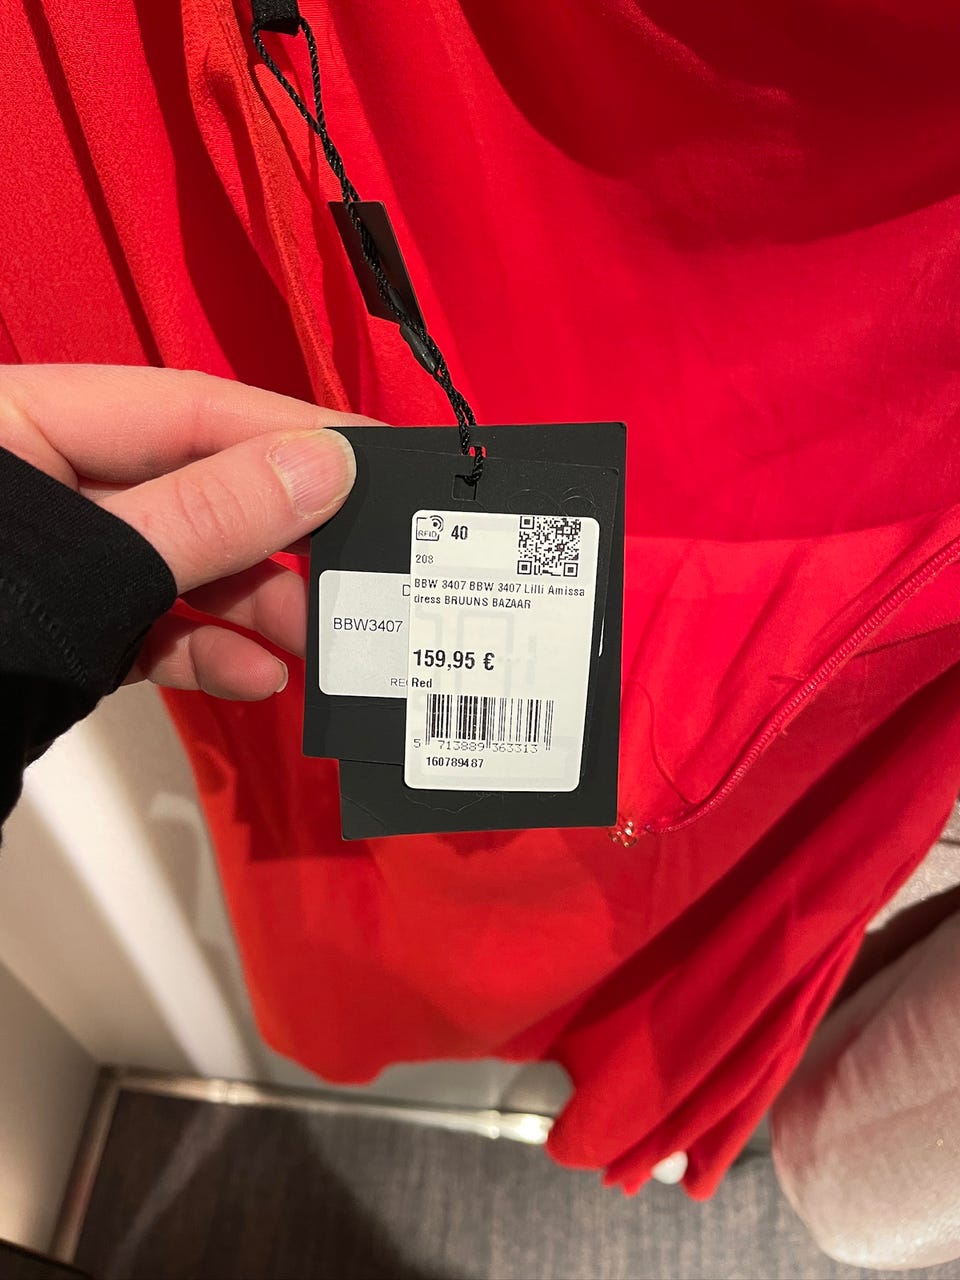 RFID 40
208
BBW 3407 BBW 3407 Lilli Amissa
dress BRUUNS BAZAAR
BBW3407
159,95 €
Red
5 713889 363313
160789487